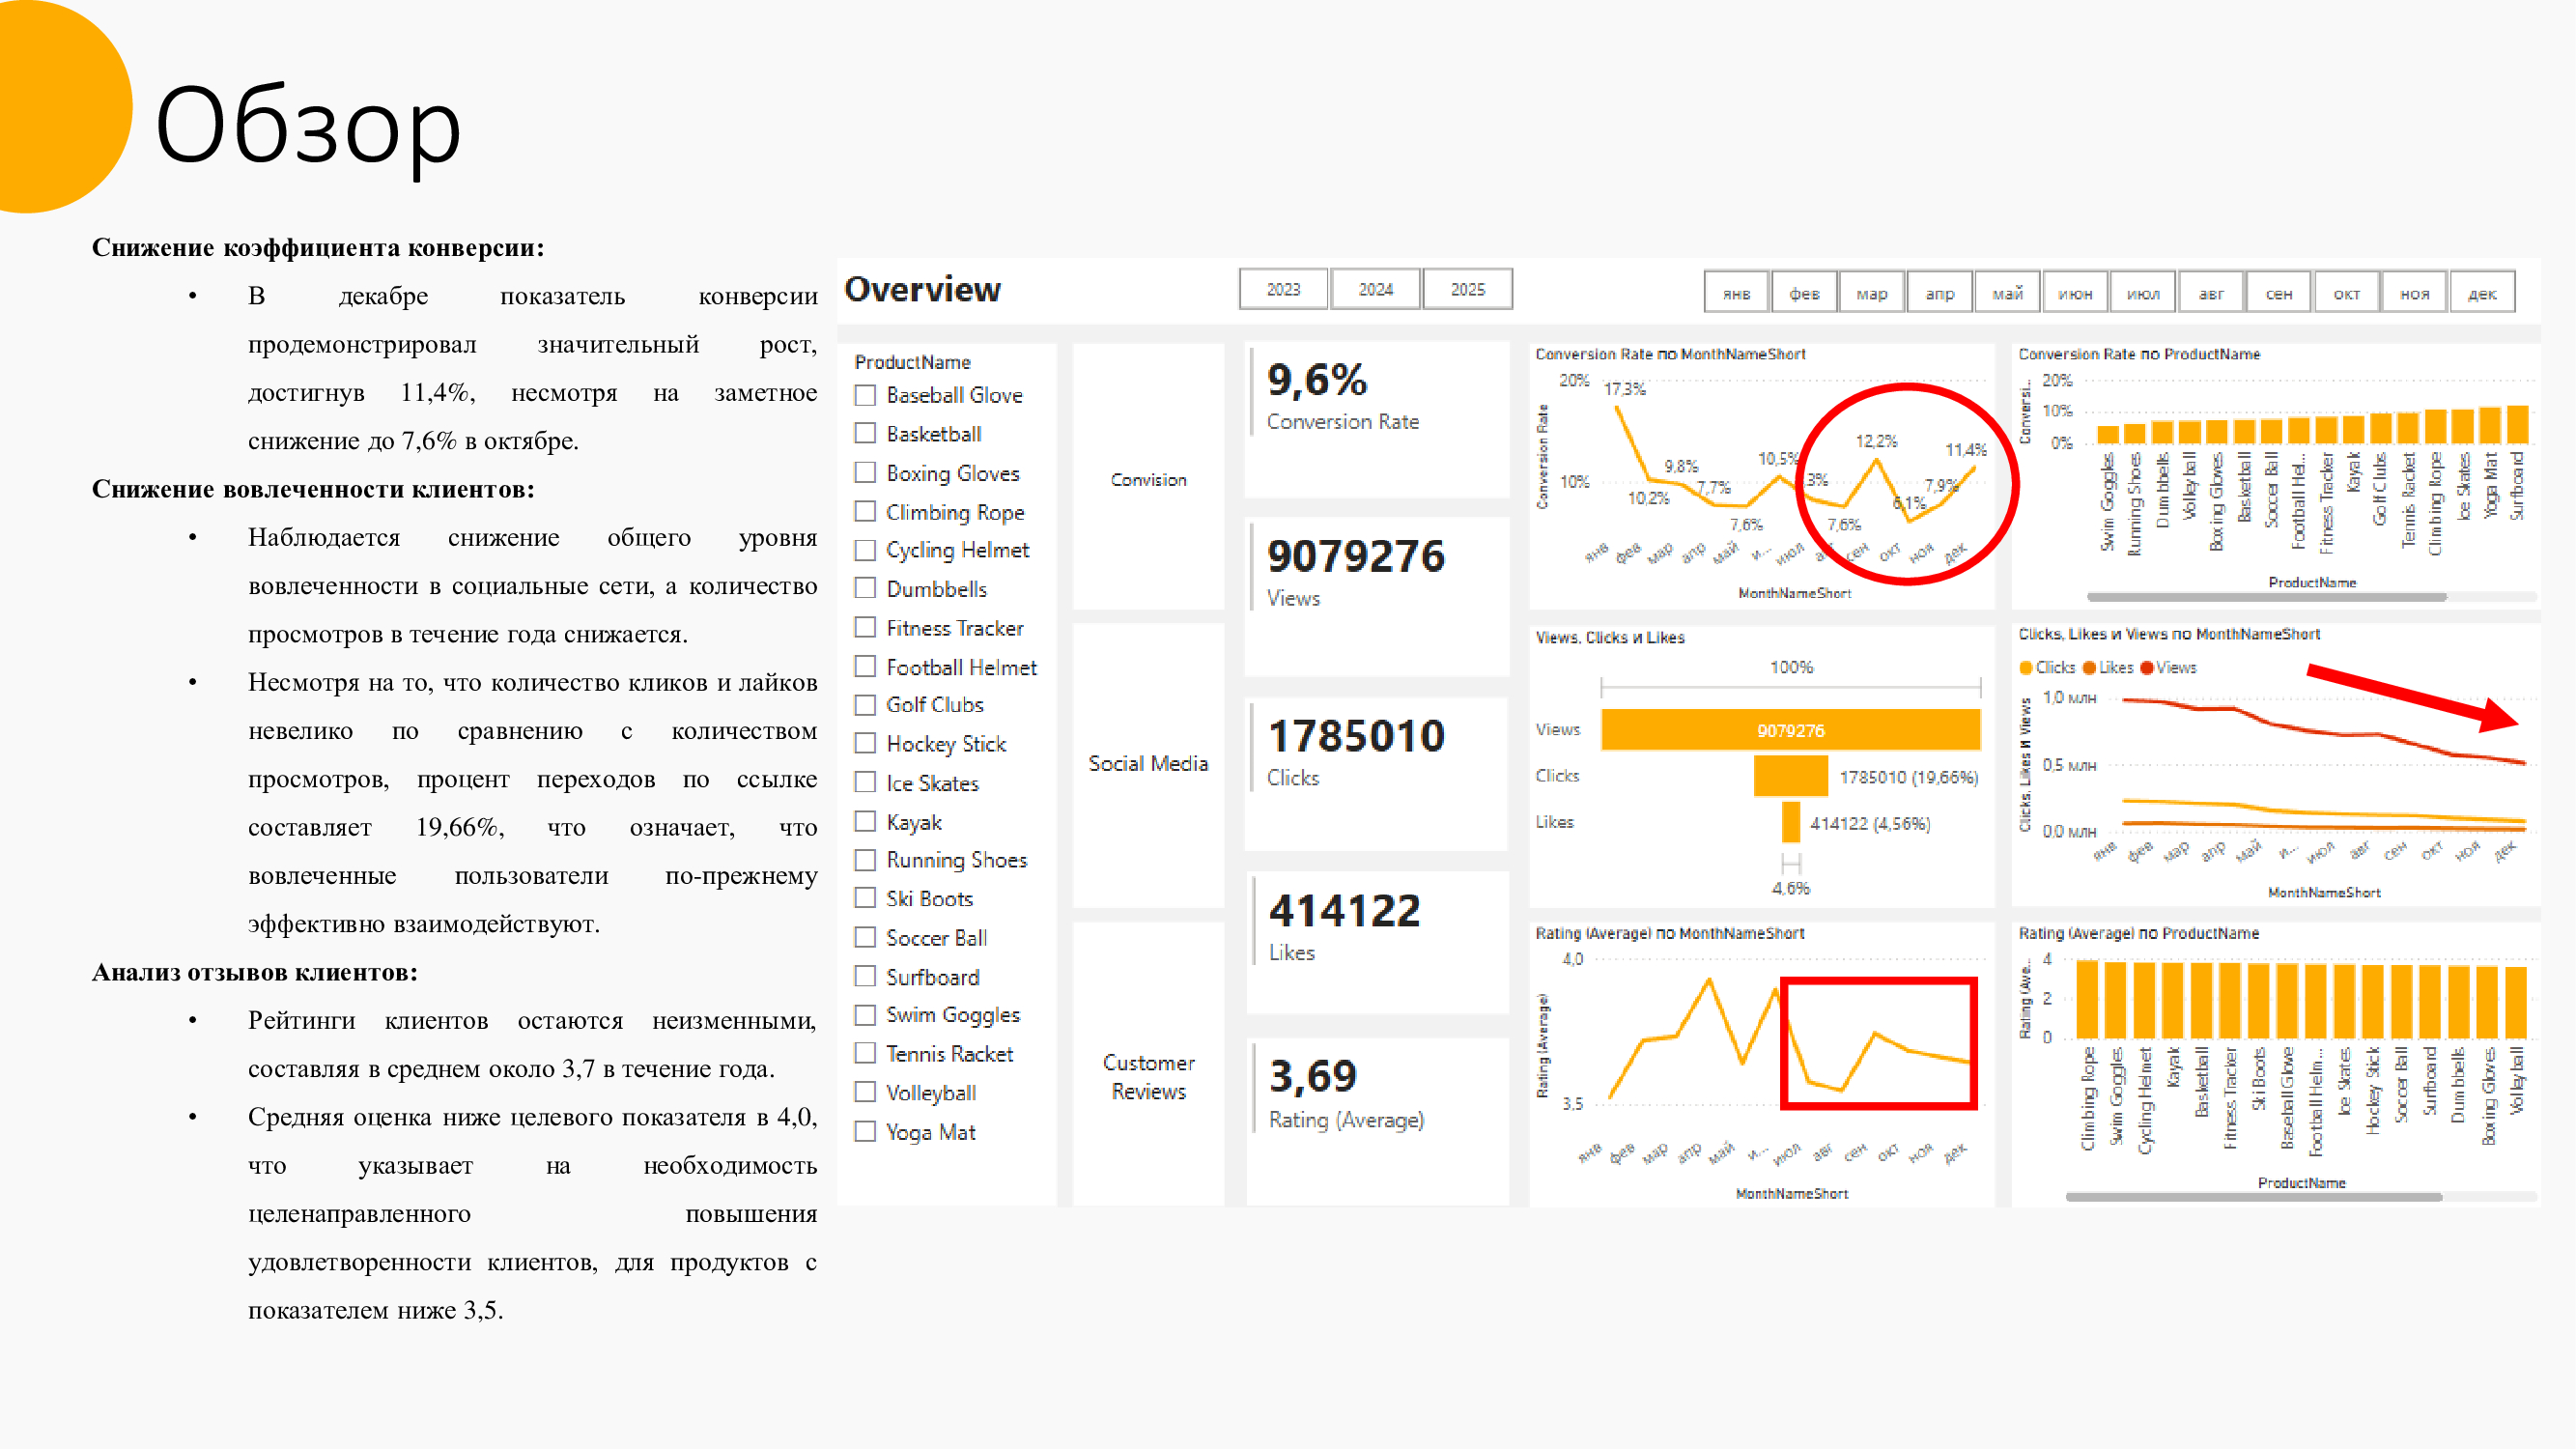 Обзор
Снижение коэффициента конверсии:
• В декабре показатель конверсии
продемонстрировал значительный рост,
достигнув 11,4%, несмотря на заметное
снижение до 7,6% в октябре.
Снижение вовлеченности клиентов:
• Наблюдается снижение общего уровня
вовлеченности в социальные сети, а количество
просмотров в течение года снижается.
• Несмотря на то, что количество кликов и лайков
невелико по сравнению с количеством
просмотров, процент переходов по ссылке
составляет 19,66%, что означает, что
вовлеченные пользователи по-прежнему
эффективно взаимодействуют.
Анализ отзывов клиентов:
• Рейтинги клиентов остаются неизменными,
составляя в среднем около 3,7 в течение года.
• Средняя оценка ниже целевого показателя в 4,0,
что указывает на необходимость
целенаправленного повышения
удовлетворенности клиентов, для продуктов с
показателем ниже 3,5.
Overview
2023 2024 2025
янв фев мар апр май июн июл авг сен окт ноя дек
ProductName
Baseball Glove
Basketball
Boxing Gloves
Climbing Rope
Cycling Helmet
Dumbbells
Fitness Tracker
Football Helmet
Golf Clubs
Hockey Stick
Ice Skates
Kayak
Running Shoes
Ski Boots
Soccer Ball
Surfboard
Swim Goggles
Tennis Racket
Volleyball
Yoga Mat
Convision
Social Media
Customer
Reviews
9,6%
Conversion Rate
9079276
Views
1785010
Clicks
414122
Likes
3,69
Rating (Average)
Conversion Rate по MonthNameShort
Conversion Rate
20%
10%
17,3%
10,2%
9,8%
7,7%
7,6%
10,5%
3%
7,6%
12,2%
6,1%
7,9%
11,4%
янв фев мар апр май и... июл сен окт ноя дек
MonthNameShort
Conversion Rate по ProductName
Conversi...
20%
10%
0%
Swim Goggles
Running Shoes
Dumbbells
Volleyball
Boxing Gloves
Basketball
Soccer Ball
Football Hel...
Fitness Tracker
Kayak
Golf Clubs
Tennis Racket
Climbing Rope
Ice Skates
Yoga Mat
Surfboard
ProductName
Views, Clicks и Likes
100%
Views 9079276
Clicks 1785010 (19,66%)
Likes 414122 (4,56%)
4,6%
Clicks, Likes и Views по MonthNameShort
Clicks Likes Views
Clicks, Likes и Views
1,0 млн
0,5 млн
0,0 млн
янв фев мар апр май и... июл авг сен окт ноя дек
MonthNameShort
Rating (Average) по MonthNameShort
Rating (Average)
4,0
3,5
янв фев мар апр май и... июл авг сен окт ноя дек
MonthNameShort
Rating (Average) по ProductName
Rating (Ave...
4
2
0
Climbing Rope
Swim Goggles
Cycling Helmet
Kayak
Basketball
Fitness Tracker
Ski Boots
Baseball Glove
Football Helm...
Ice Skates
Hockey Stick
Soccer Ball
Surfboard
Dumbbells
Boxing Gloves
Volleyball
ProductName